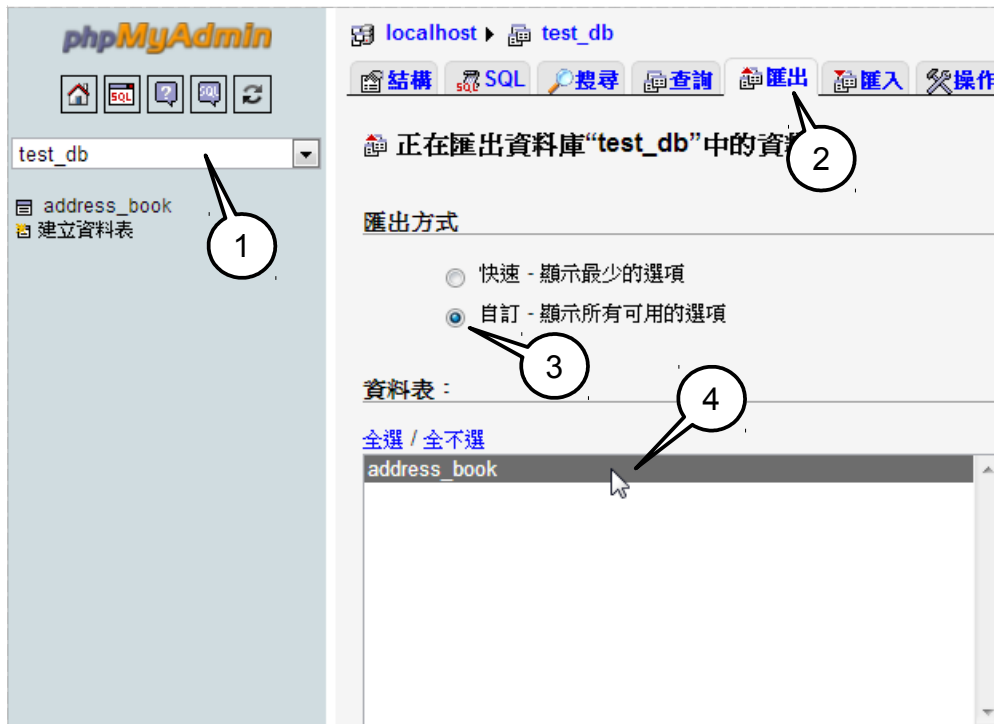 phpMyAdmin
SQL
SQL
test_db
address_book
建立資料表
1
localhost test_db
結構 SQL 搜尋 查詢 匯出 匯入 操作
正在匯出資料庫“test_db”中的資
2
匯出方式
快速 - 顯示最少的選項
自訂 - 顯示所有可用的選項
3
資料表：
4
全選 / 全不選
address_book